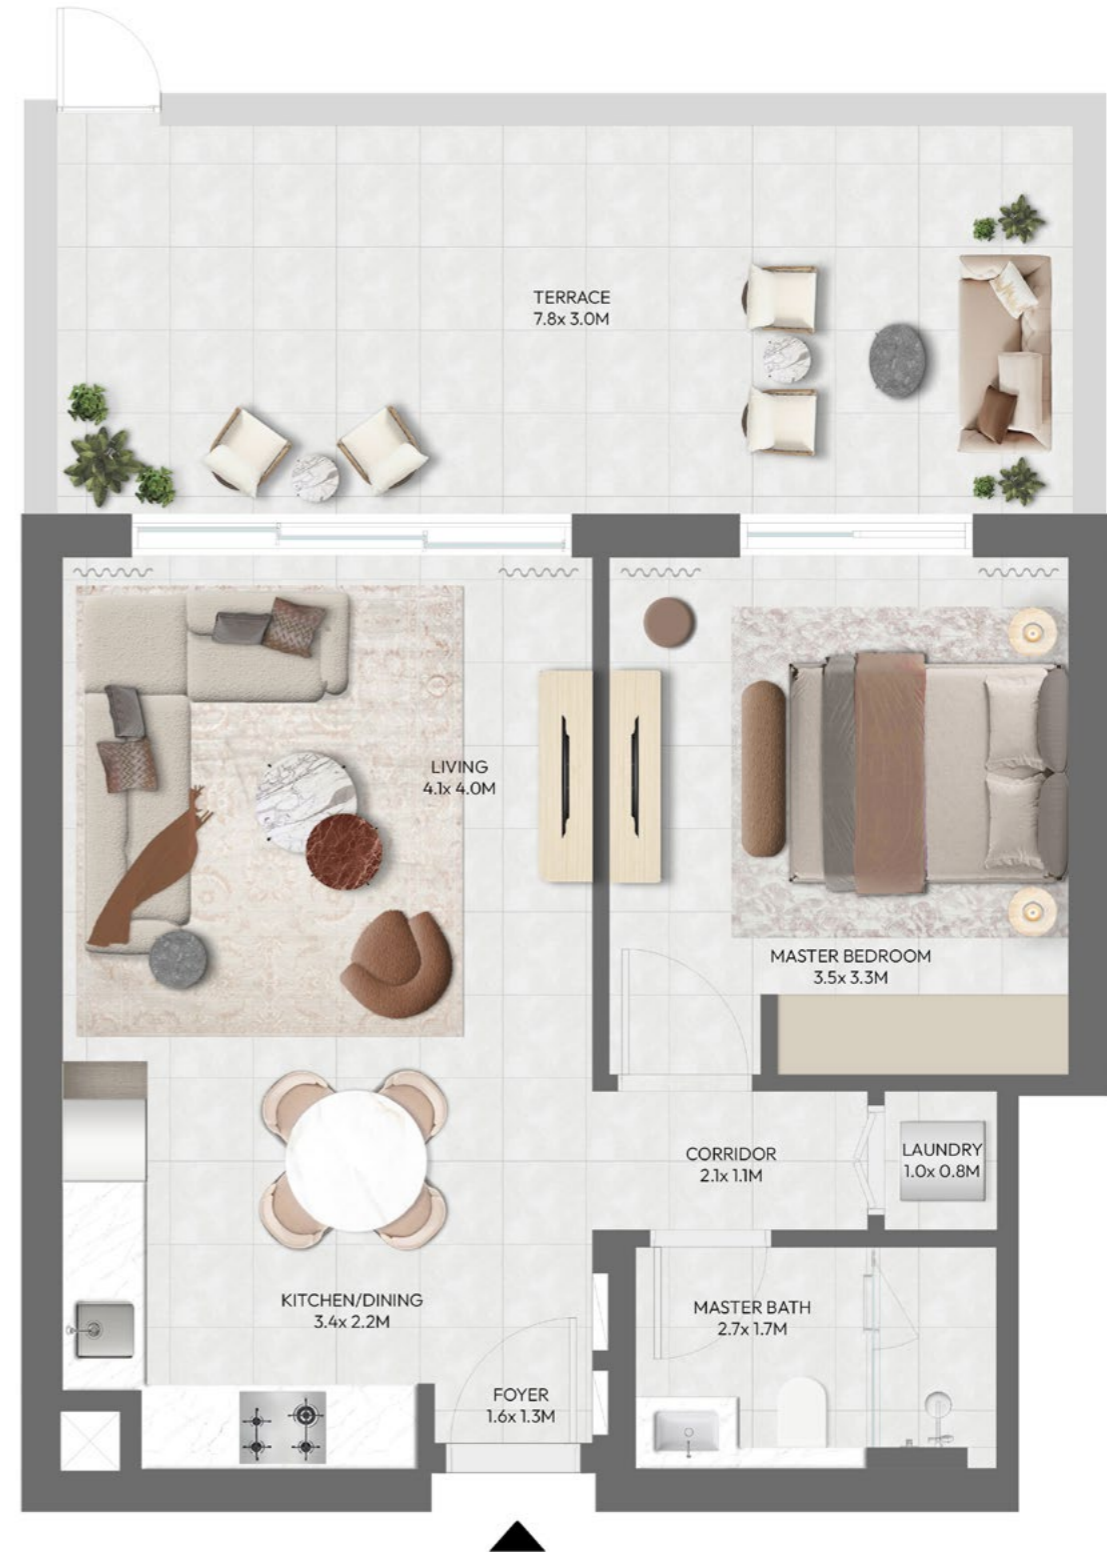 TERRACE
7.8x 3.0M
LIVING
4.1x 4.0M
MASTER BEDROOM
3.5x 3.3M
CORRIDOR
2.1x 1.1M
LAUNDRY
1.0x 0.8M
KITCHEN/DINING
3.4x 2.2M
MASTER BATH
2.7x 1.7M
FOYER
1.6x 1.3M